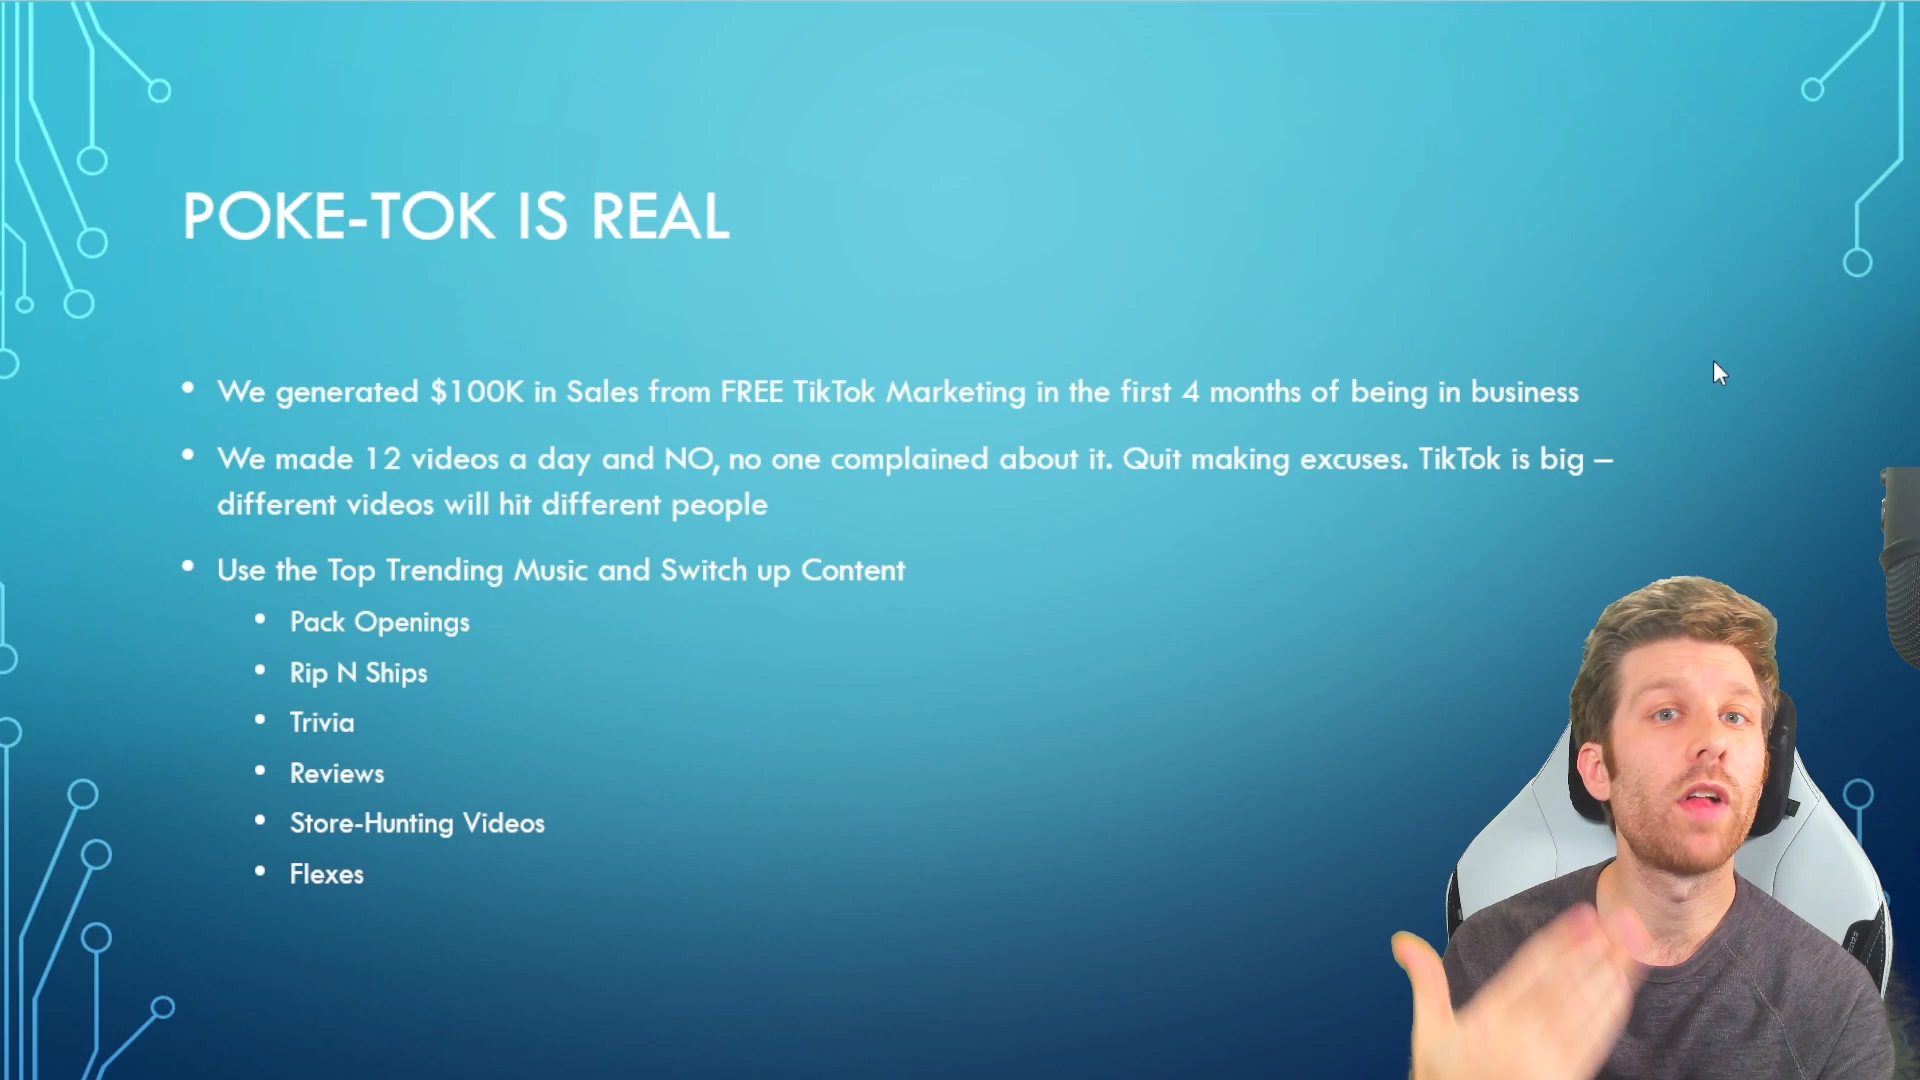 POKE-TOK IS REAL
• We generated $100K in Sales from FREE TikTok Marketing in the first 4 months of being in business
• We made 12 videos a day and NO, no one complained about it. Quit making excuses. TikTok is big –
different videos will hit different people
• Use the Top Trending Music and Switch up Content
• Pack Openings
• Rip N Ships
• Trivia
• Reviews
• Store-Hunting Videos
• Flexes